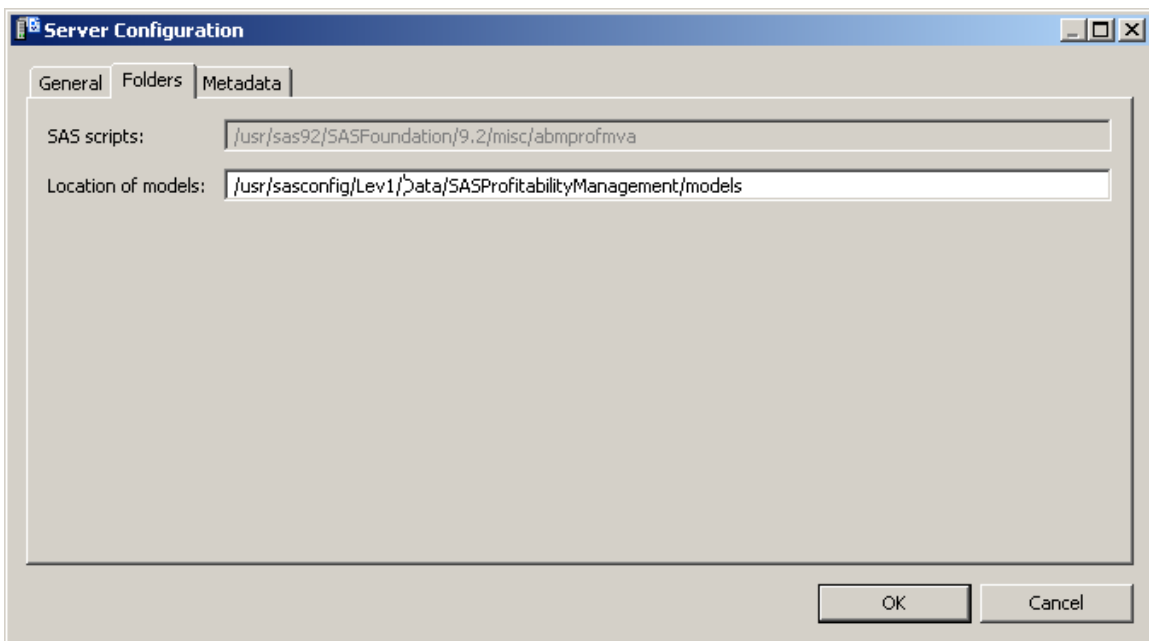 Server Configuration
General Folders Metadata
SAS scripts: /usr/sas92/SASFoundation/9.2/misc/abmprofmva
Location of models: /usr/sasconfig/Lev1/Data/SASProfitabilityManagement/models
OK Cancel